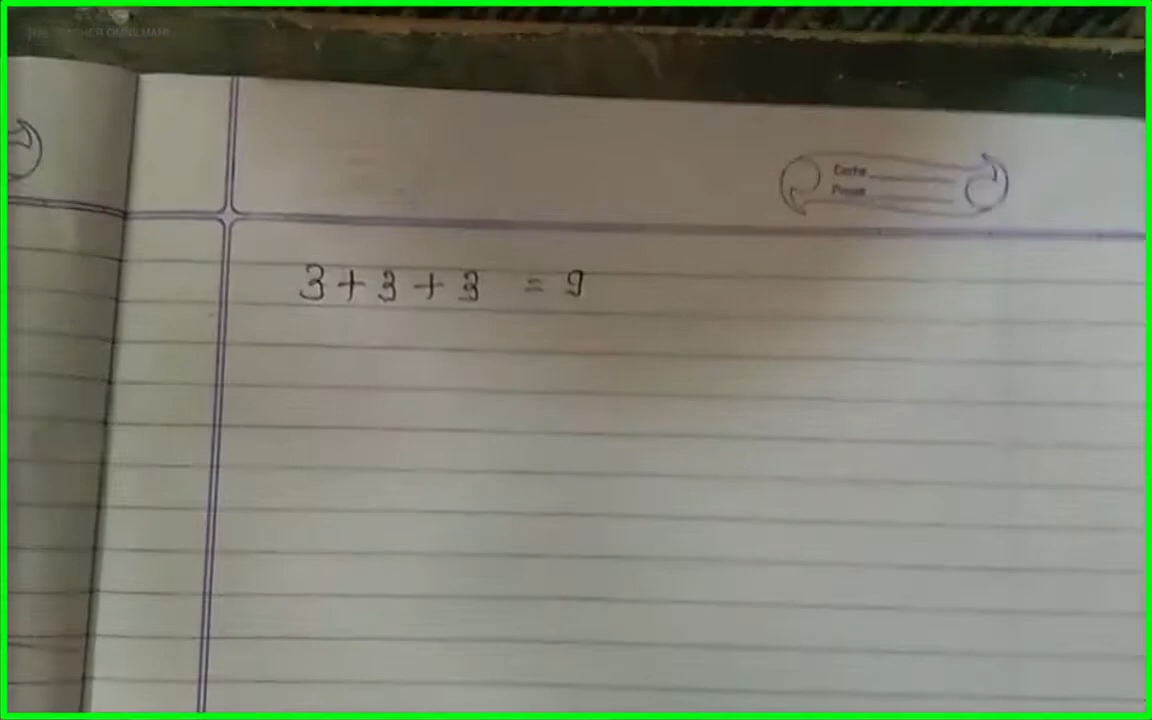 Date
Page
3 + 3 + 3 = 9